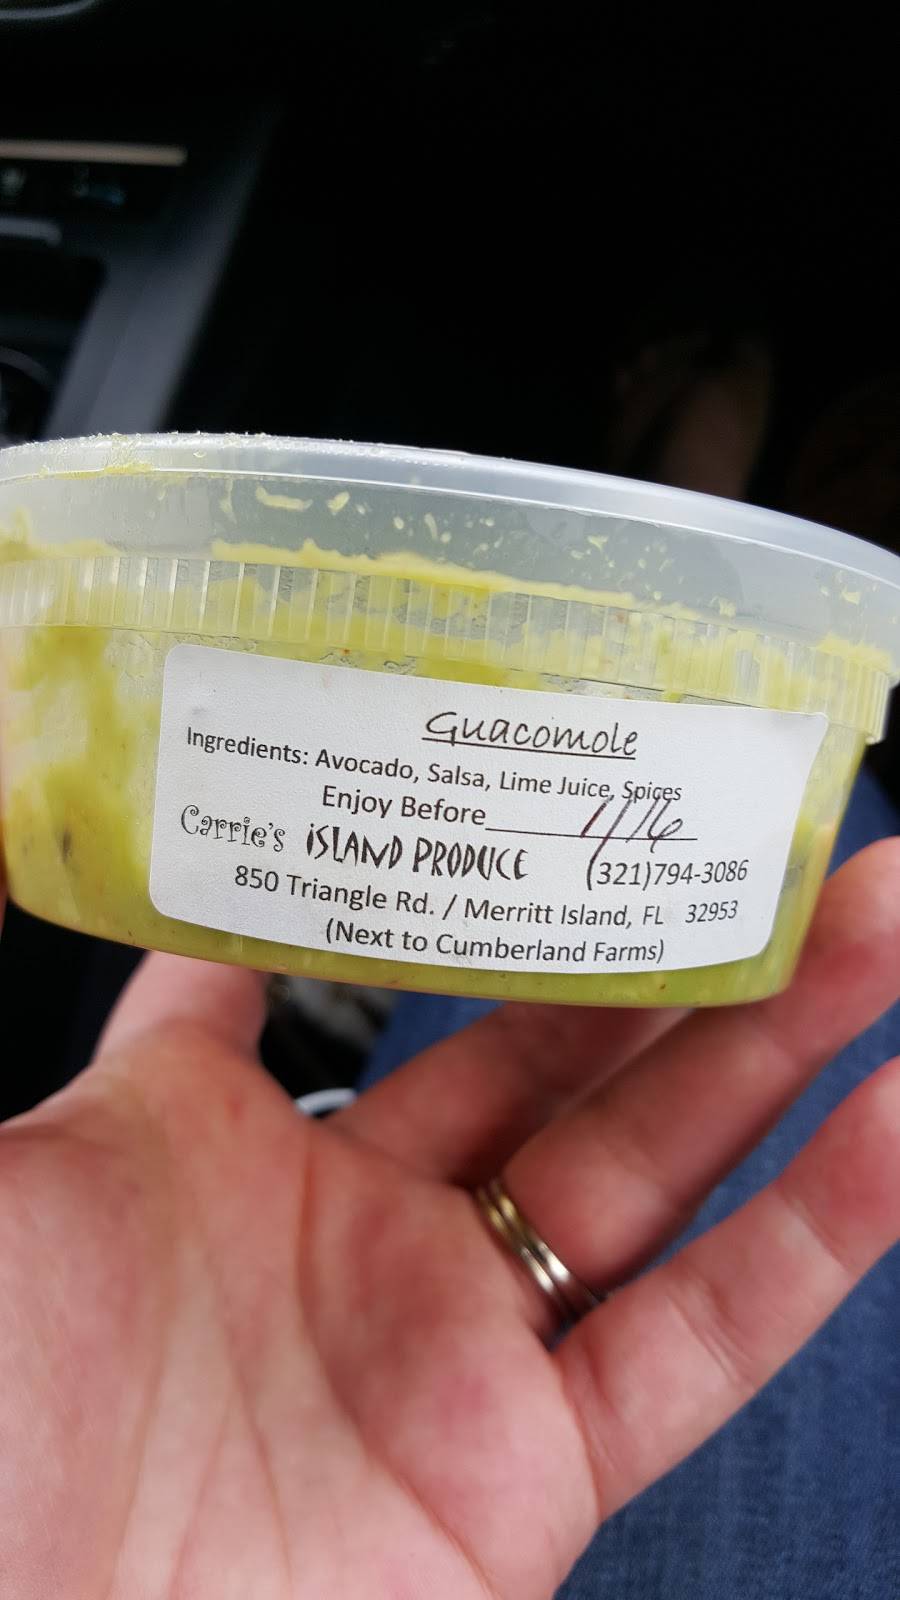 Guacomole
Ingredients: Avocado, Salsa, Lime Juice, Spices
Enjoy Before 1/16
Carrie's ISLAND PRODUCE (321)794-3086
850 Triangle Rd. / Merritt Island, FL 32953
(Next to Cumberland Farms)